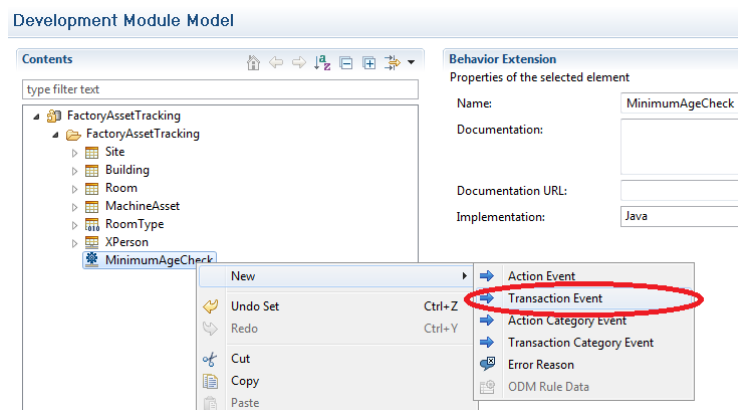 Development Module Model
Contents
type filter text
FactoryAssetTracking
FactoryAssetTracking
Site
Building
Room
MachineAsset
RoomType
XPerson
MinimumAgeCheck
Behavior Extension
Properties of the selected element
Name: MinimumAgeCheck
Documentation:
Documentation URL:
Implementation: Java
New
Undo Set Ctrl+Z
Redo Ctrl+Y
Cut
Copy
Paste
Action Event
Transaction Event
Action Category Event
Transaction Category Event
Error Reason
ODM Rule Data